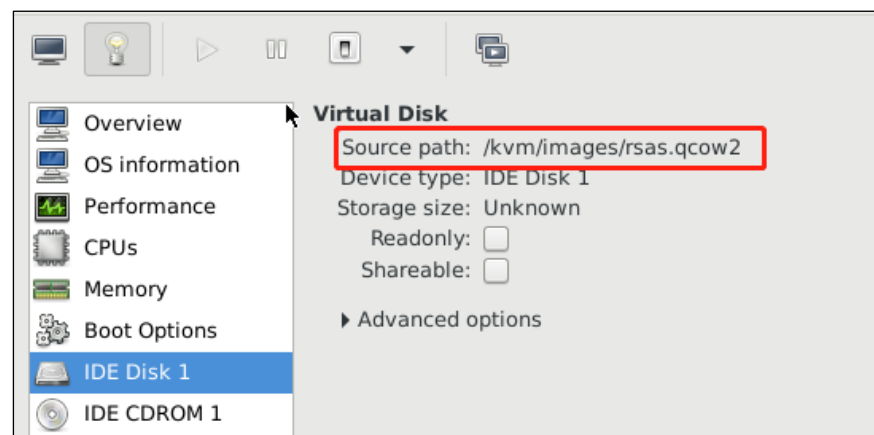 Overview
OS information
Performance
CPUs
Memory
Boot Options
IDE Disk 1
IDE CDROM 1
Virtual Disk
Source path: /kvm/images/rsas.qcow2
Device type: IDE Disk 1
Storage size: Unknown
Readonly:
Shareable:
Advanced options